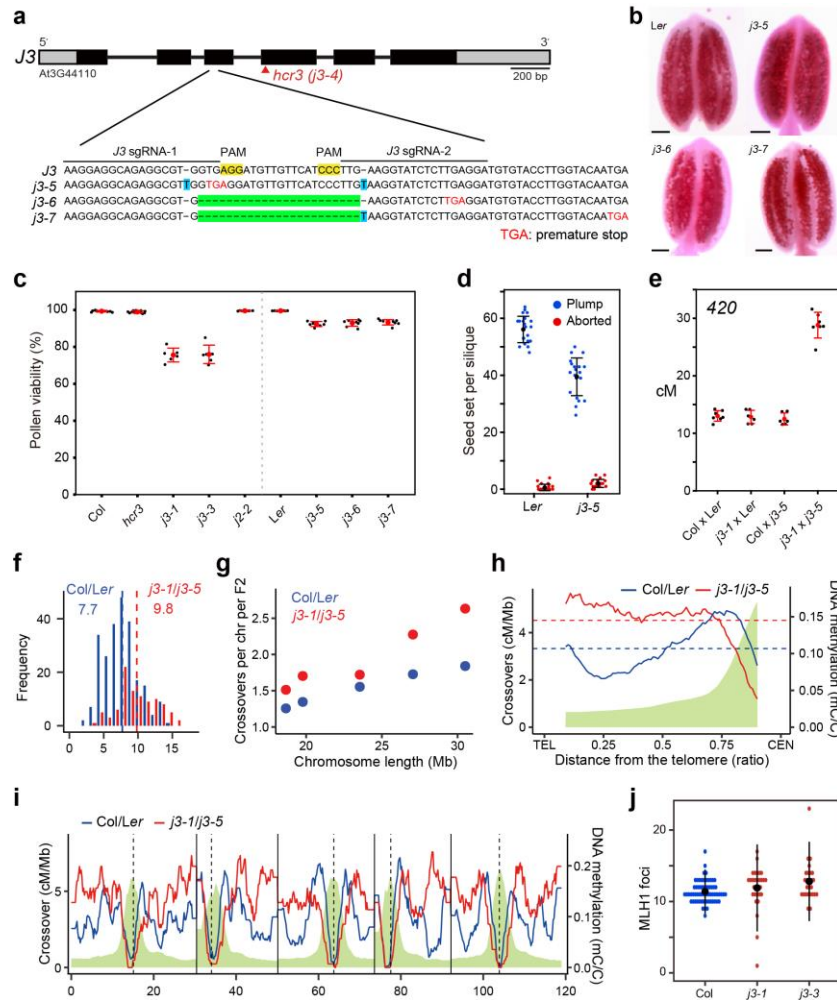 a
5′
3′
J3
At3G44110
hcr3 (j3-4)
200 bp
J3 sgRNA-1
PAM
PAM
J3 sgRNA-2
J3 AAGGAGGCAGAGGCGT–GGTGAGGATGTTGTTCATCCCTTG–AAGGTATCTCTTGAGGATGTGTACCTTGGTACAATGA
j3-5 AAGGAGGCAGAGGCGTTGGTGAGGATGTTGTTCATCCCTTGTAAGGTATCTCTTGAGGATGTGTACCTTGGTACAATGA
j3-6 AAGGAGGCAGAGGCGT–G–––––––––––––––––––––––AAGGTATCTCTTGAGGATGTGTACCTTGGTACAATGA
j3-7 AAGGAGGCAGAGGCGT–G––––––––––––––––––––––TAAGGTATCTCTTGAGGATGTGTACCTTGGTACAATGA
TGA: premature stop
b
Ler
j3-5
j3-6
j3-7
c
Pollen viability (%)
100
80
60
40
20
0
Col
hcr3
j3-1
j3-3
j2-2
Ler
j3-5
j3-6
j3-7
d
Plump
Aborted
Seed set per silique
60
40
20
0
Ler
j3-5
e
420
cM
30
20
10
0
Col x Ler
j3-1 x Ler
Col x j3-5
j3-1 x j3-5
f
Col/Ler
7.7
j3-1/j3-5
9.8
Frequency
40
20
0
0
5
10
15
g
Col/Ler
j3-1/j3-5
Crossovers per chr per F2
2.5
2.0
1.5
1.0
20
25
30
Chromosome length (Mb)
h
Col/Ler
j3-1/j3-5
Crossovers (cM/Mb)
4
2
0
DNA methylation (mC/C)
0.15
0.10
0.05
0.00
TEL
0.25
0.5
0.75
CEN
Distance from the telomere (ratio)
i
Col/Ler
j3-1/j3-5
Crossover (cM/Mb)
5
0
DNA methylation (mC/C)
0.2
0.1
0.0
0
20
40
60
80
100
120
j
MLH1 foci
20
10
0
Col
j3-1
j3-3